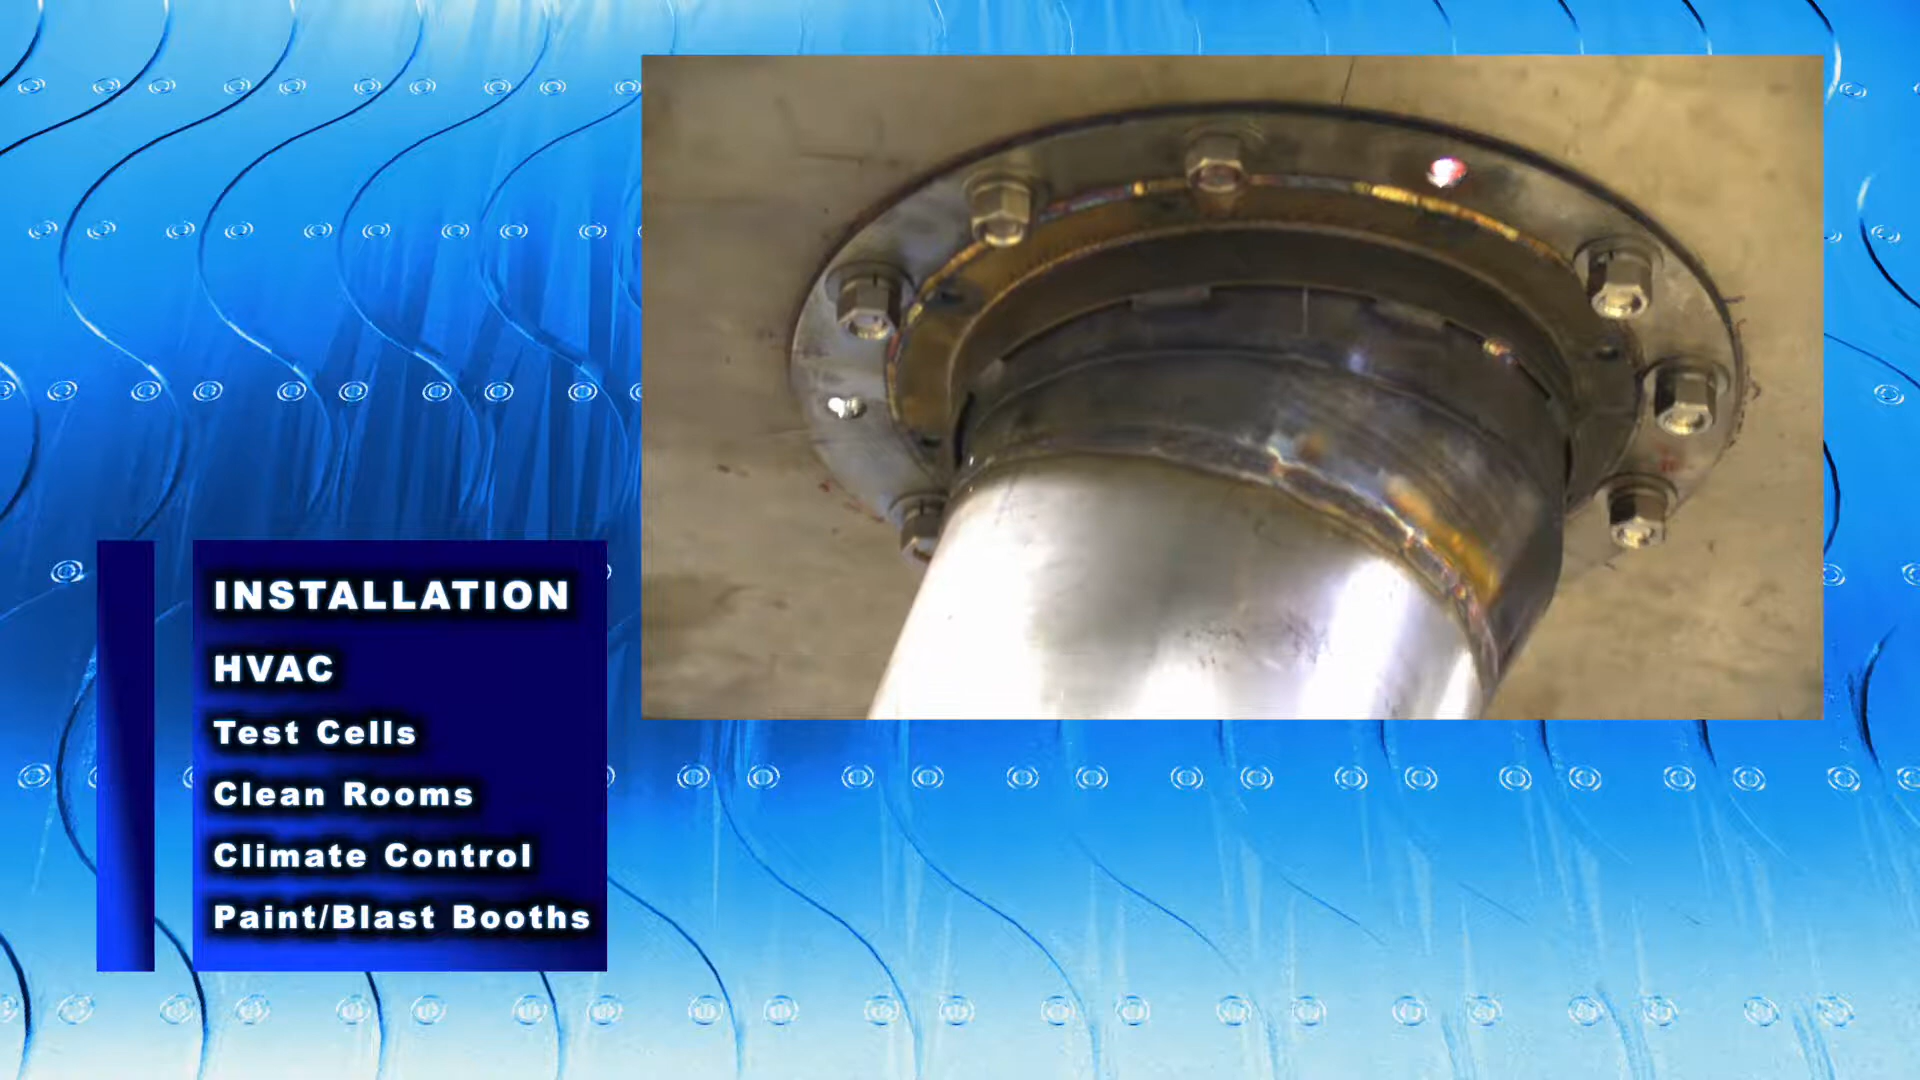 INSTALLATION
HVAC
Test Cells
Clean Rooms
Climate Control
Paint/Blast Booths